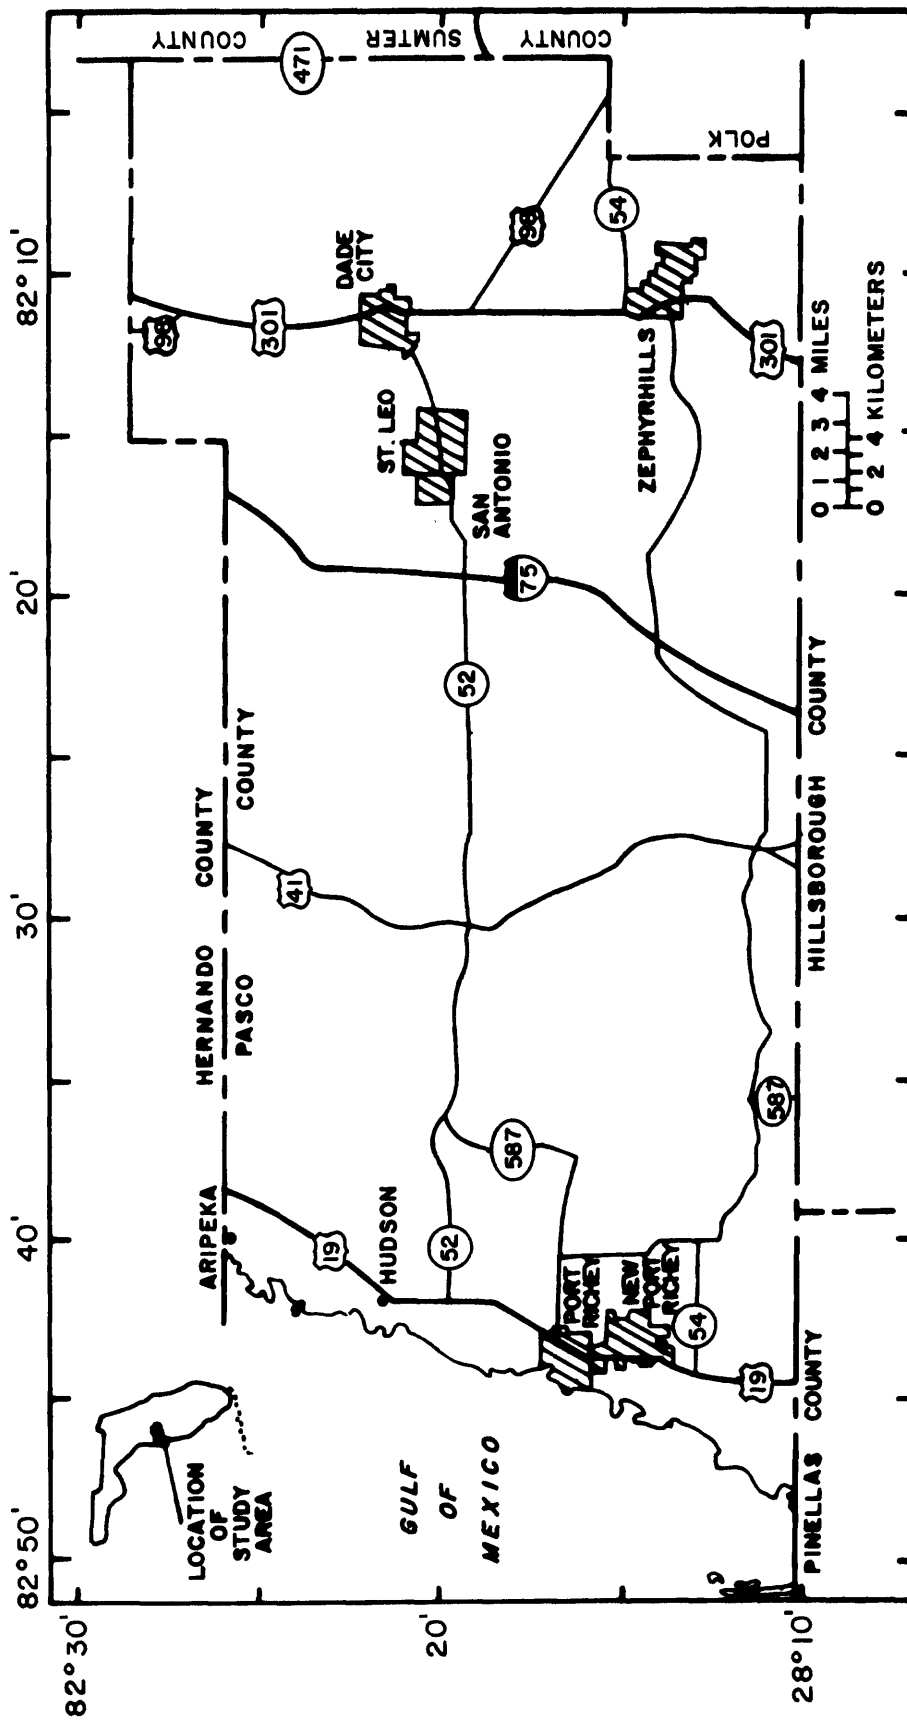 82°50'
40'
30'
20'
82°10'
82°30'
20'
28°10'
LOCATION
OF
STUDY
AREA
GULF
OF
MEXICO
ARIPEKA
HERNANDO COUNTY
PASCO COUNTY
19
HUDSON
52
587
41
52
75
98
301
471
SUMTER COUNTY
COUNTY
DADE
CITY
ST. LEO
SAN
ANTONIO
98
54
POLK
ZEPHYRHILLS
301
PORT
RICHEY
NEW
PORT
RICHEY
54
19
587
PINELLAS COUNTY
HILLSBOROUGH COUNTY
0 1 2 3 4 MILES
0 2 4 KILOMETERS